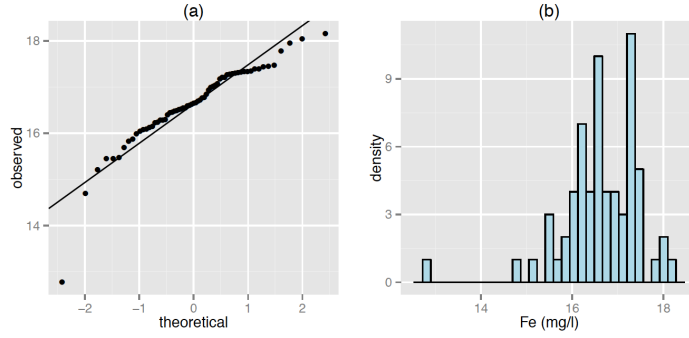 (a)
observed
18
16
14
−2
−1
0
1
2
theoretical
(b)
density
9
6
3
0
14
16
18
Fe (mg/l)